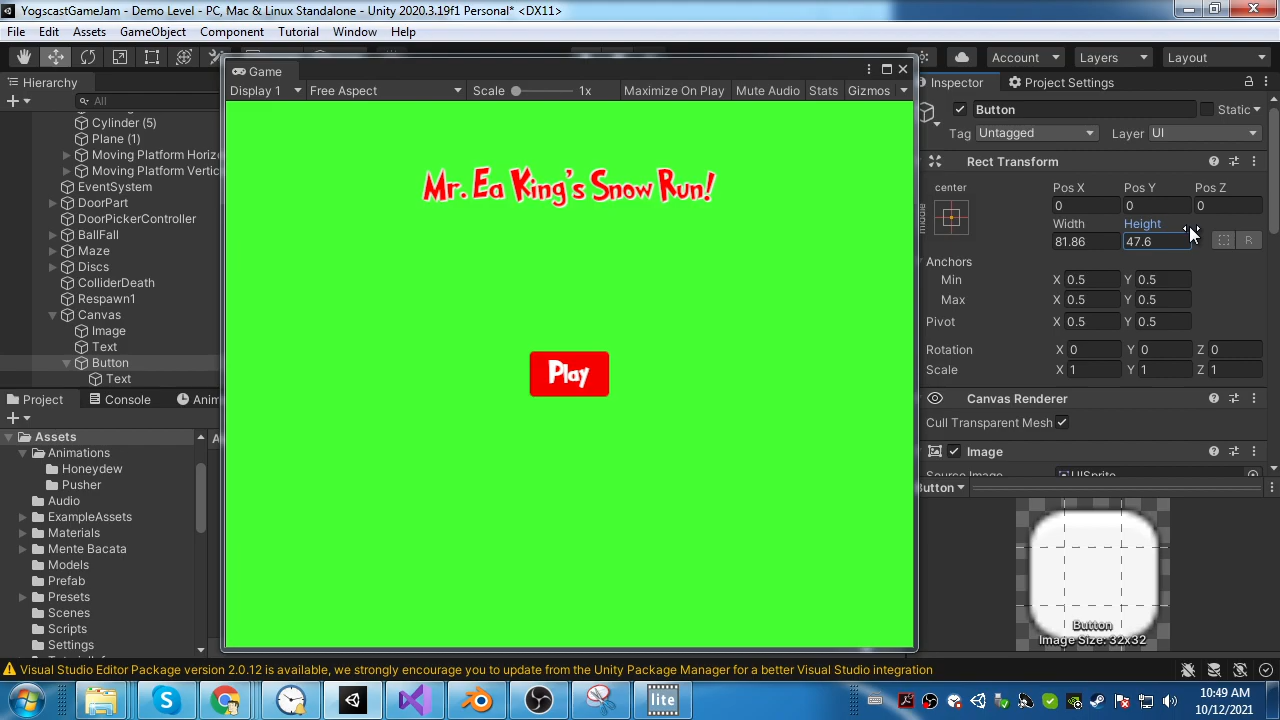 YogscastGameJam - Demo Level - PC, Mac & Linux Standalone - Unity 2020.3.19f1 Personal* <DX11>
File Edit Assets GameObject Component Tutorial Window Help
Account Layers Layout
Hierarchy
All
Cylinder (5)
Plane (1)
Moving Platform Horiz
Moving Platform Vertic
EventSystem
DoorPart
DoorPickerController
BallFall
Maze
Discs
ColliderDeath
Respawn1
Canvas
Image
Text
Button
Text
Project Console Anim
Assets
Animations
Honeydew
Pusher
Audio
ExampleAssets
Materials
Mente Bacata
Models
Prefab
Presets
Scenes
Scripts
Settings
Game
Display 1 Free Aspect Scale 1x Maximize On Play Mute Audio Stats Gizmos
Mr. Ea King's Snow Run!
Play
Inspector Project Settings
Button Static
Tag Untagged Layer UI
Rect Transform
center
middle
Pos X Pos Y Pos Z
0 0 0
Width Height
81.86 47.6
R
Anchors
Min X 0.5 Y 0.5
Max X 0.5 Y 0.5
Pivot X 0.5 Y 0.5
Rotation X 0 Y 0 Z 0
Scale X 1 Y 1 Z 1
Canvas Renderer
Cull Transparent Mesh
Image
Source Image UISprite
Button
Button
Image Size: 32x32
Visual Studio Editor Package version 2.0.12 is available, we strongly encourage you to update from the Unity Package Manager for a better Visual Studio integration
lite
10:49 AM
10/12/2021